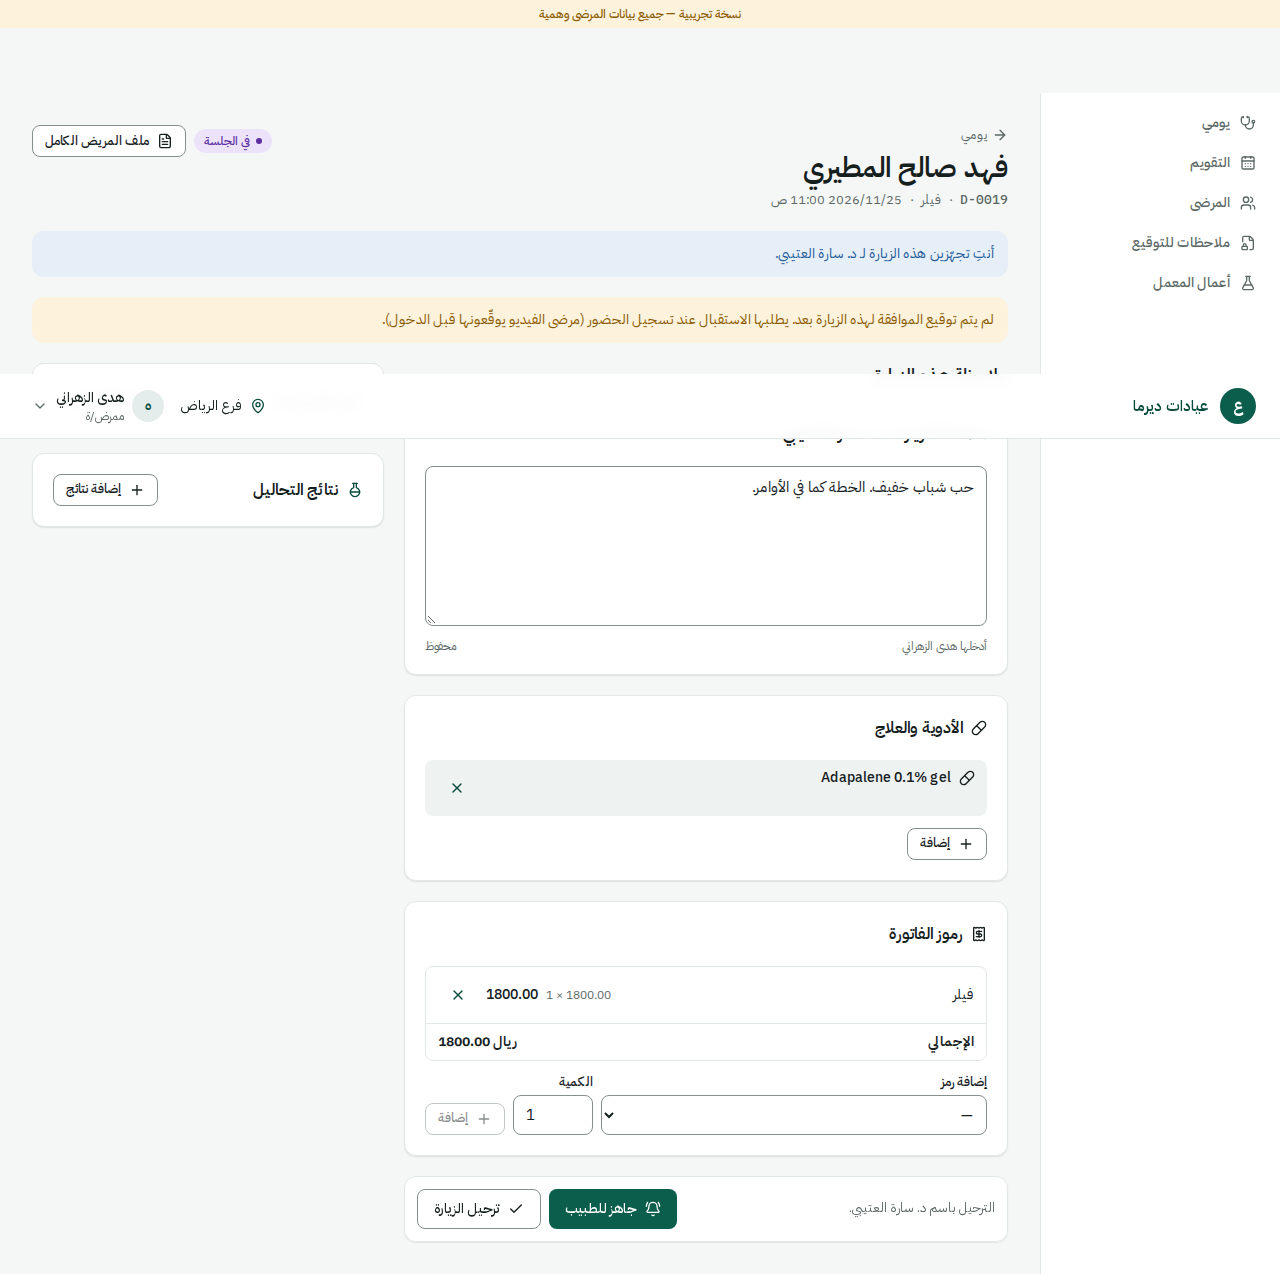 نسخة تجريبية — جميع بيانات المرضى وهمية
يومي
التقويم
المرضى
ملاحظات للتوقيع
أعمال المعمل
يومي
فهد صالح المطيري
D-0019 · فيلر · 2026/11/25 11:00 ص
في الجلسة
ملف المريض الكامل
أنتِ تجهّزين هذه الزيارة لـ د. سارة العتيبي.
لم يتم توقيع الموافقة لهذه الزيارة بعد. يطلبها الاستقبال عند تسجيل الحضور (مرضى الفيديو يوقّعونها قبل الدخول).
ع
عيادات ديرما
فرع الرياض
ه
هدى الزهراني
ممرض/ة
حب شباب خفيف. الخطة كما في الأوامر.
أدخلها هدى الزهراني
محفوظ
نتائج التحاليل
إضافة نتائج
الأدوية والعلاج
Adapalene 0.1% gel
إضافة
رموز الفاتورة
فيلر
1 × 1800.00
1800.00
الإجمالي
1800.00 ريال
إضافة رمز
الكمية
—
1
إضافة
الترحيل باسم د. سارة العتيبي.
جاهز للطبيب
ترحيل الزيارة